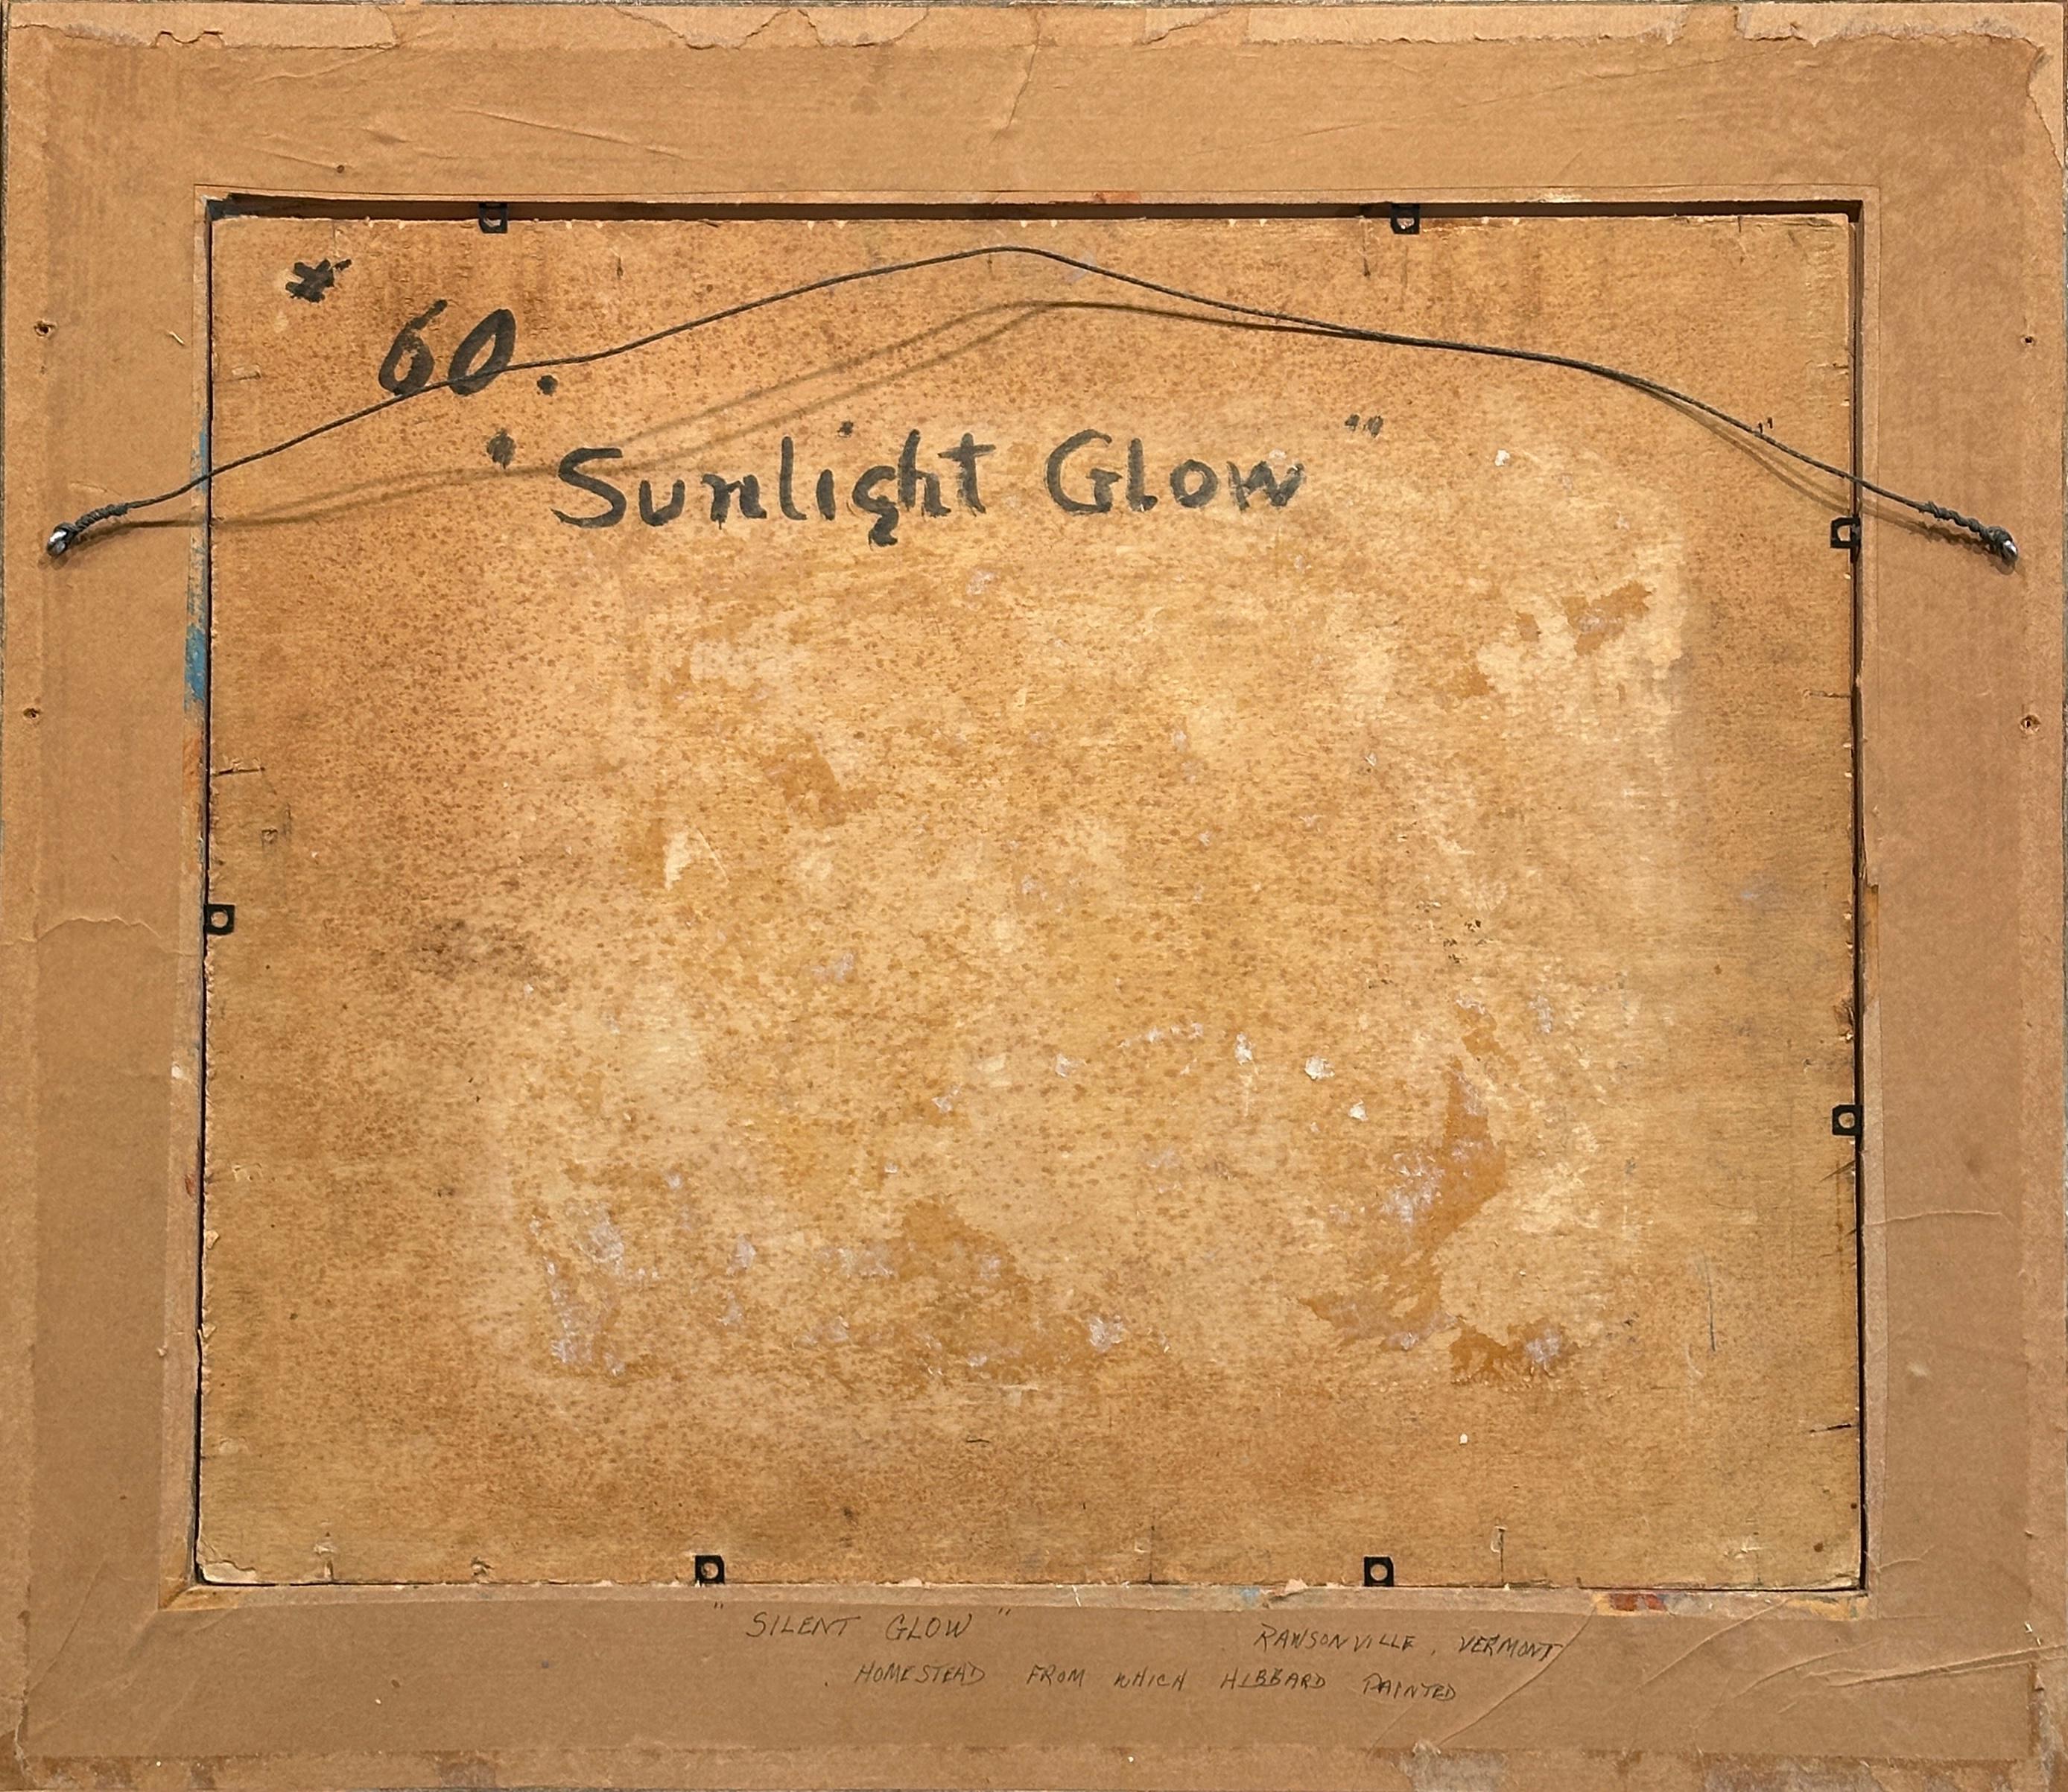 # 60.
"Sunlight Glow"
"SILENT GLOW" RAWSONVILLE, VERMONT
HOMESTEAD FROM WHICH HIBBARD PAINTED